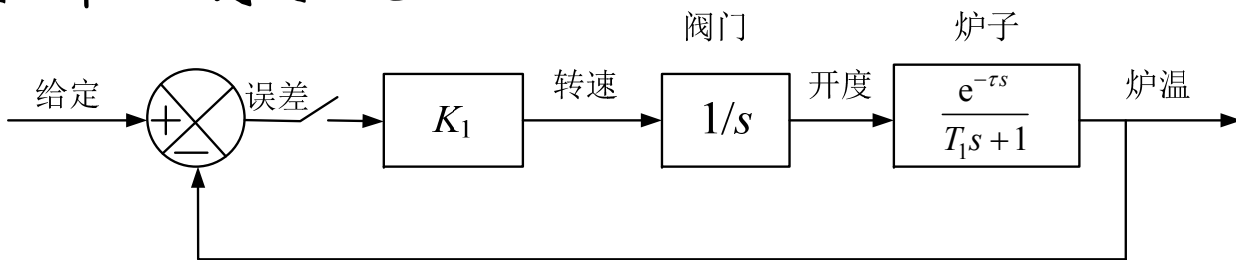 阀门
炉子
给定
误差
转速
开度
炉温
+
−
K₁
1/s
e^{−τs}
T₁s + 1